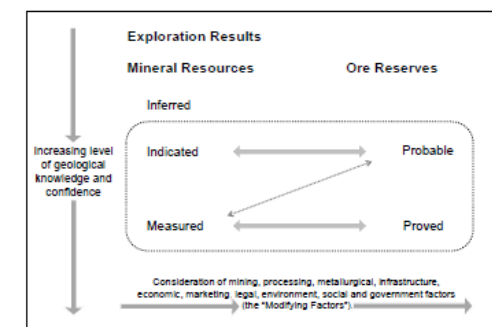 Exploration Results
Mineral Resources Ore Reserves
Inferred
Increasing level
of geological
knowledge and
confidence
Indicated Probable
Measured Proved
Consideration of mining, processing, metallurgical, infrastructure,
economic, marketing, legal, environment, social and government factors
(the "Modifying Factors").